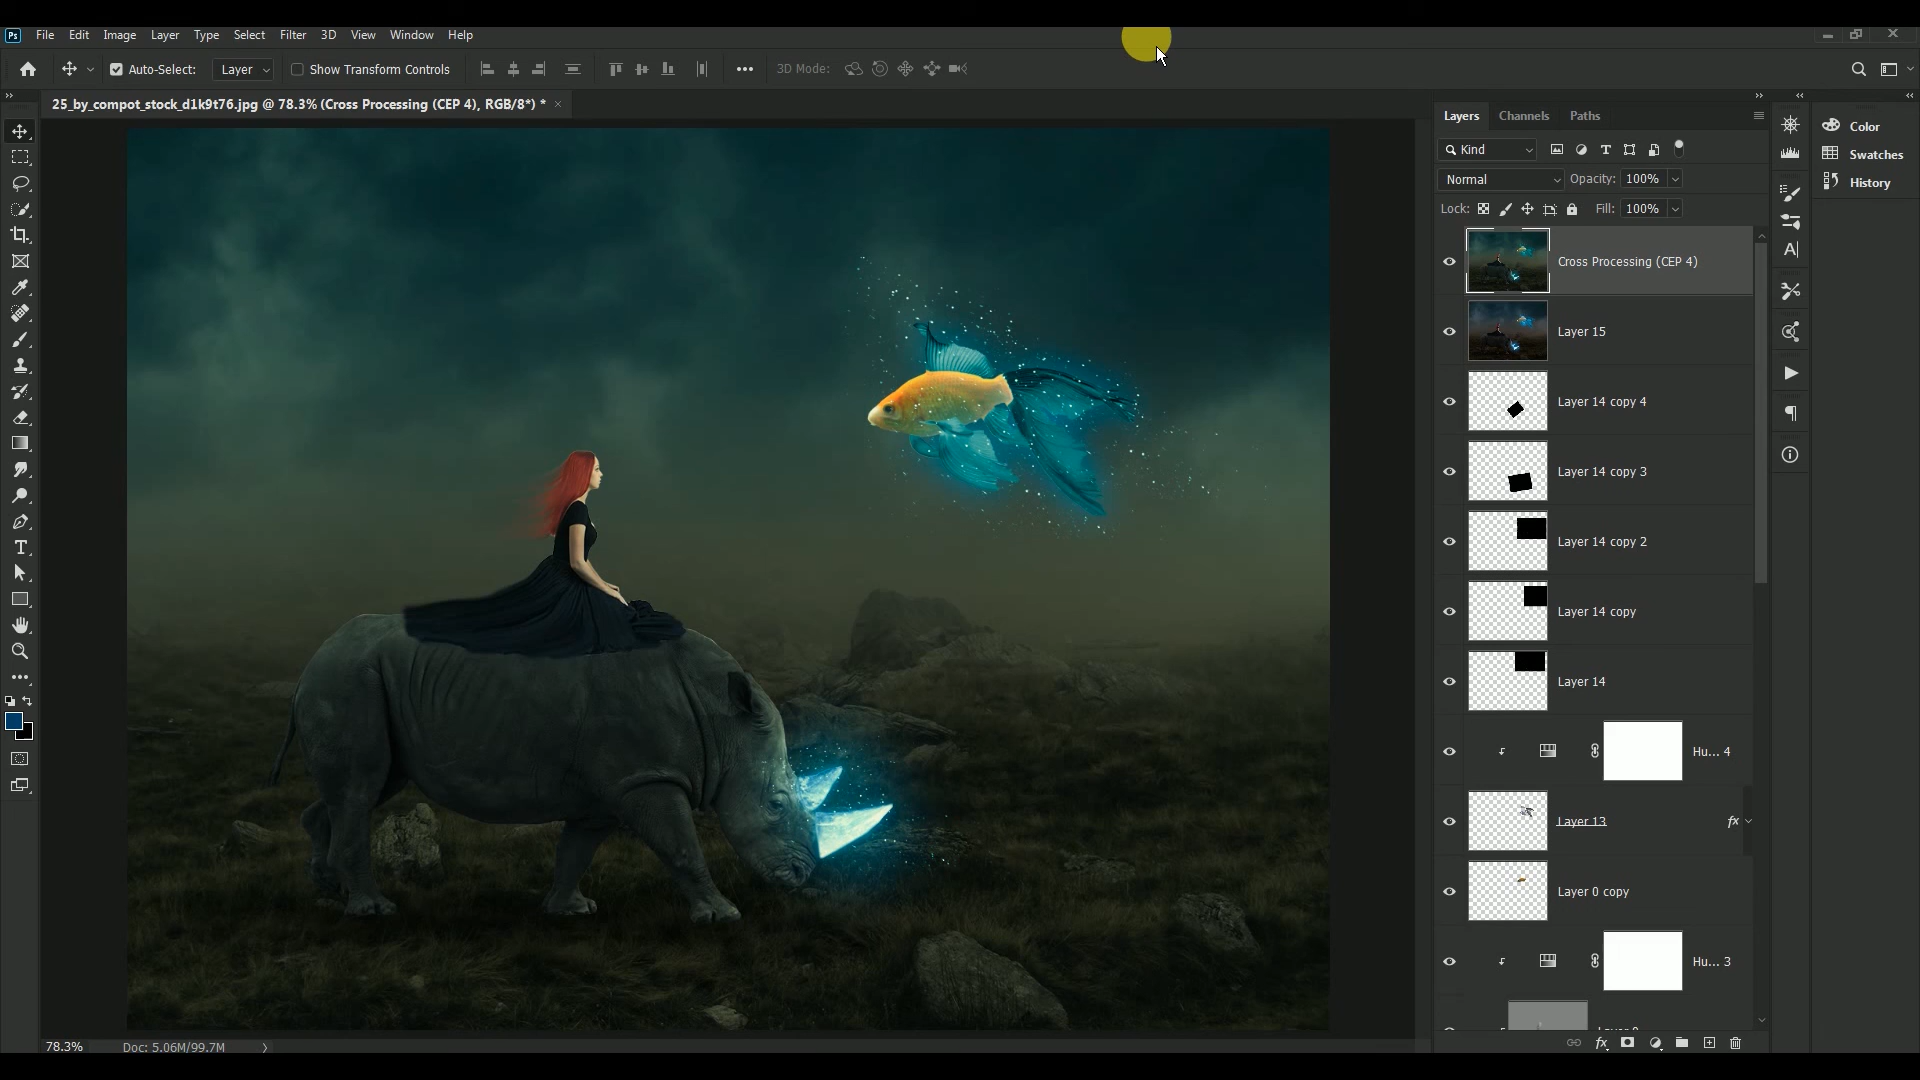 Ps File Edit Image Layer Type Select Filter 3D View Window Help
Auto-Select: Layer Show Transform Controls 3D Mode:
25_by_compot_stock_d1k9t76.jpg @ 78.3% (Cross Processing (CEP 4), RGB/8*) *
Layers Channels Paths
Color
Swatches
History
Kind
Normal Opacity: 100%
Lock: Fill: 100%
Cross Processing (CEP 4)
Layer 15
Layer 14 copy 4
Layer 14 copy 3
Layer 14 copy 2
Layer 14 copy
Layer 14
Hu... 4
Layer 13 fx
Layer 0 copy
Hu... 3
78.3% Doc: 5.06M/99.7M
fx